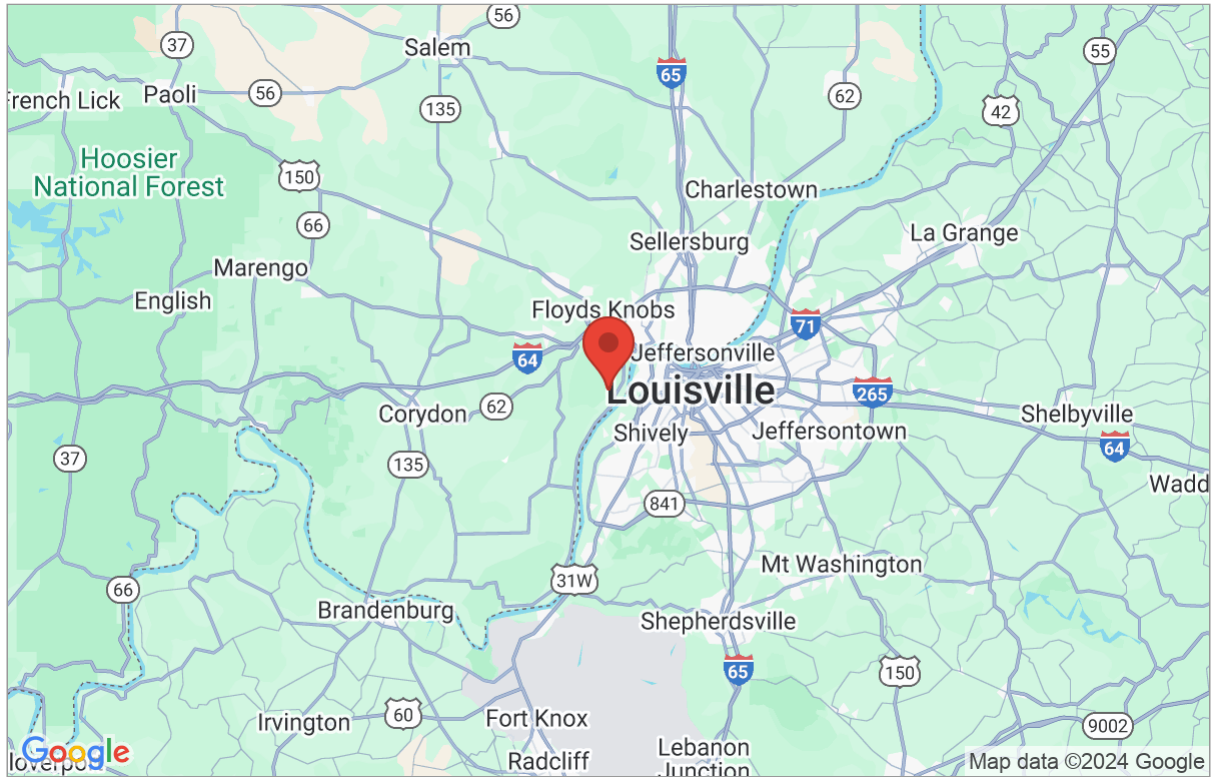 56
37
Salem
65
55
French Lick
Paoli
56
135
62
42
Hoosier
National Forest
150
Charlestown
66
Sellersburg
La Grange
Marengo
English
Floyds Knobs
71
64
Jeffersonville
Louisville
265
Corydon
62
Shelbyville
Shively
Jeffersontown
64
37
135
Wadd
841
Mt Washington
31W
66
Brandenburg
Shepherdsville
65
150
Irvington
60
Fort Knox
9002
Google
loverpo
Radcliff
Lebanon
Junction
Map data ©2024 Google